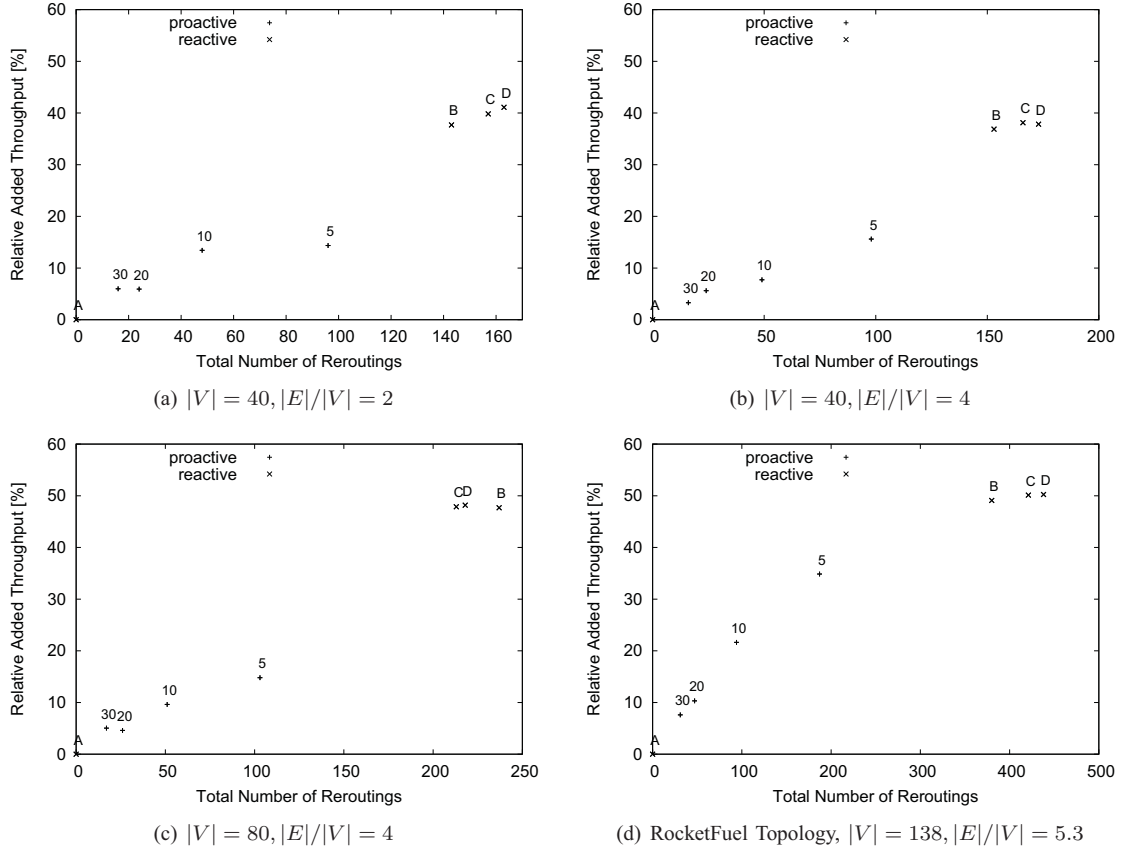 60
50
40
30
20
10
0
Relative Added Throughput [%]
proactive
reactive
A
30
20
10
5
B
C
D
0 20 40 60 80 100 120 140 160
Total Number of Reroutings
(a) |V| = 40, |E|/|V| = 2
60
50
40
30
20
10
0
Relative Added Throughput [%]
proactive
reactive
A
30
20
10
5
B
C
D
0 50 100 150 200
Total Number of Reroutings
(b) |V| = 40, |E|/|V| = 4
60
50
40
30
20
10
0
Relative Added Throughput [%]
proactive
reactive
A
30
20
10
5
C
D
B
0 50 100 150 200 250
Total Number of Reroutings
(c) |V| = 80, |E|/|V| = 4
60
50
40
30
20
10
0
Relative Added Throughput [%]
proactive
reactive
A
30
20
10
5
B
C
D
0 100 200 300 400 500
Total Number of Reroutings
(d) RocketFuel Topology, |V| = 138, |E|/|V| = 5.3